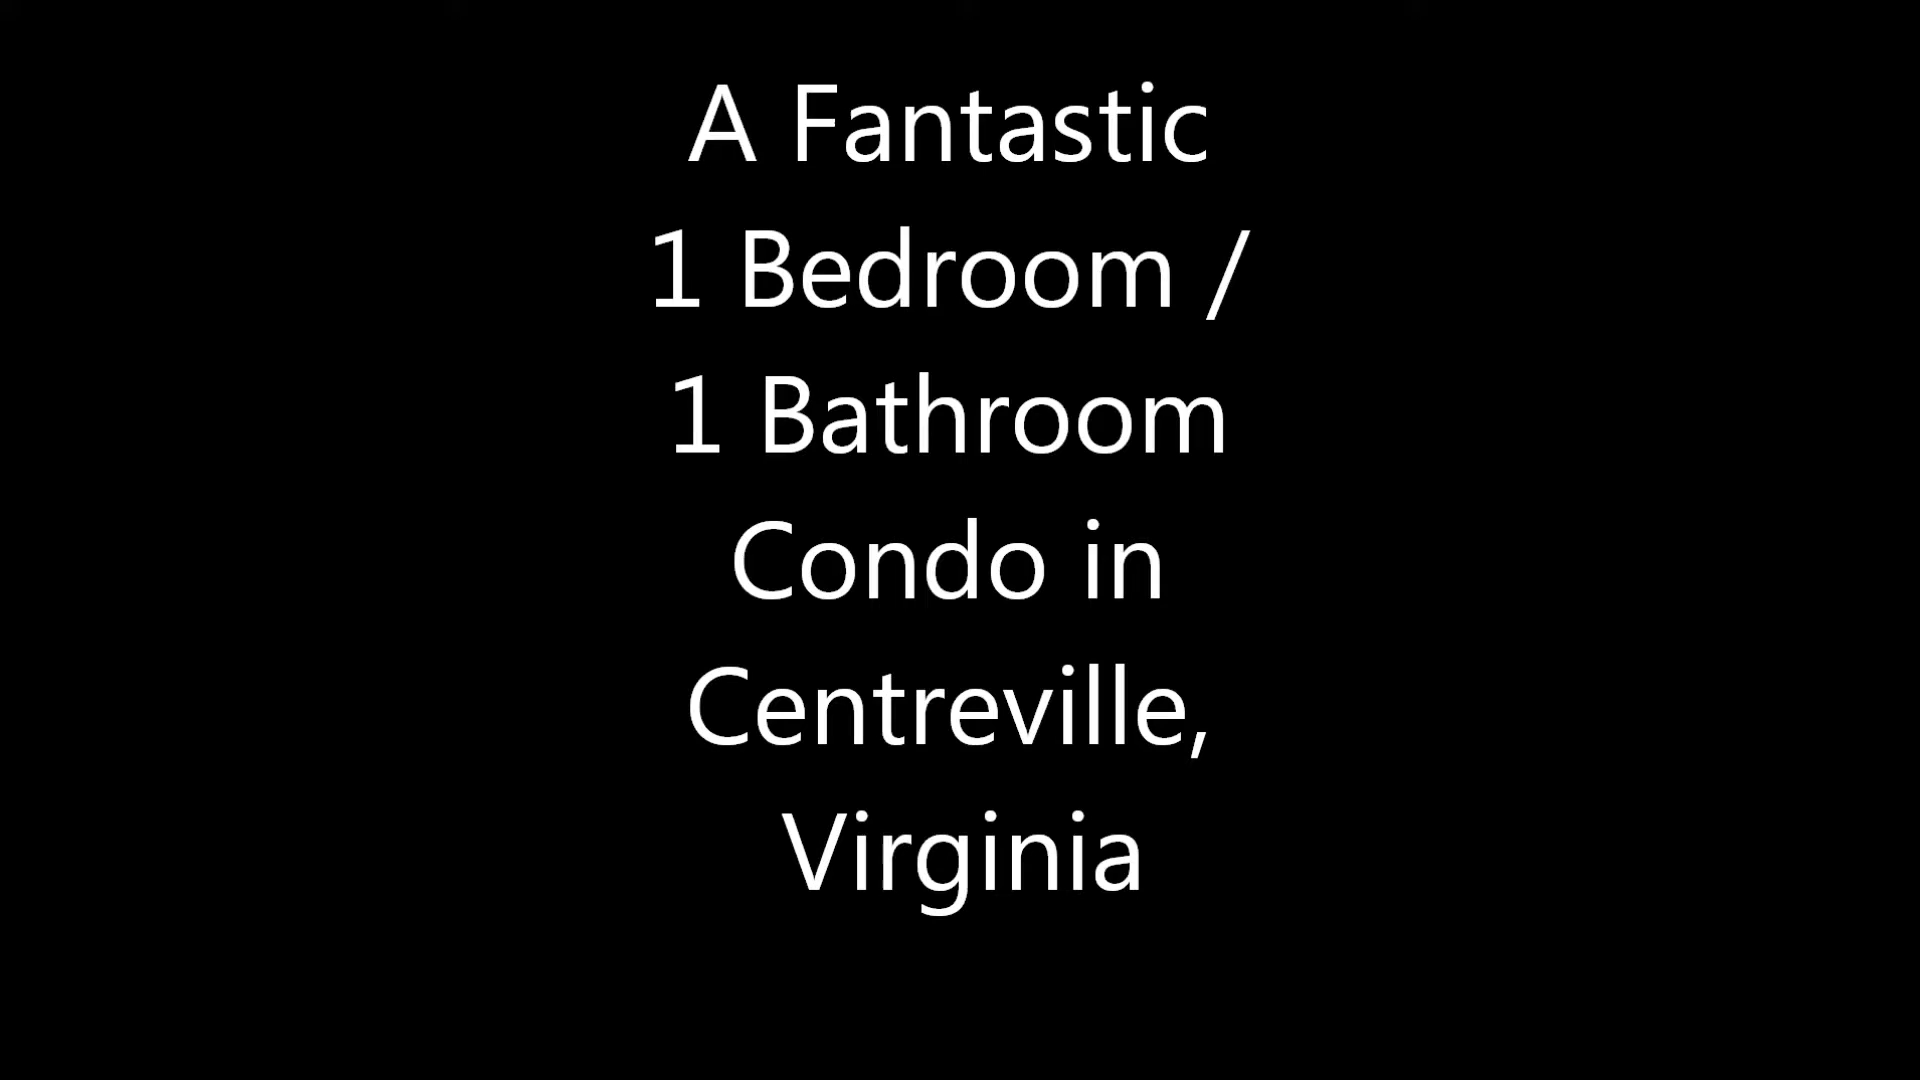 A Fantastic
1 Bedroom /
1 Bathroom
Condo in
Centreville,
Virginia